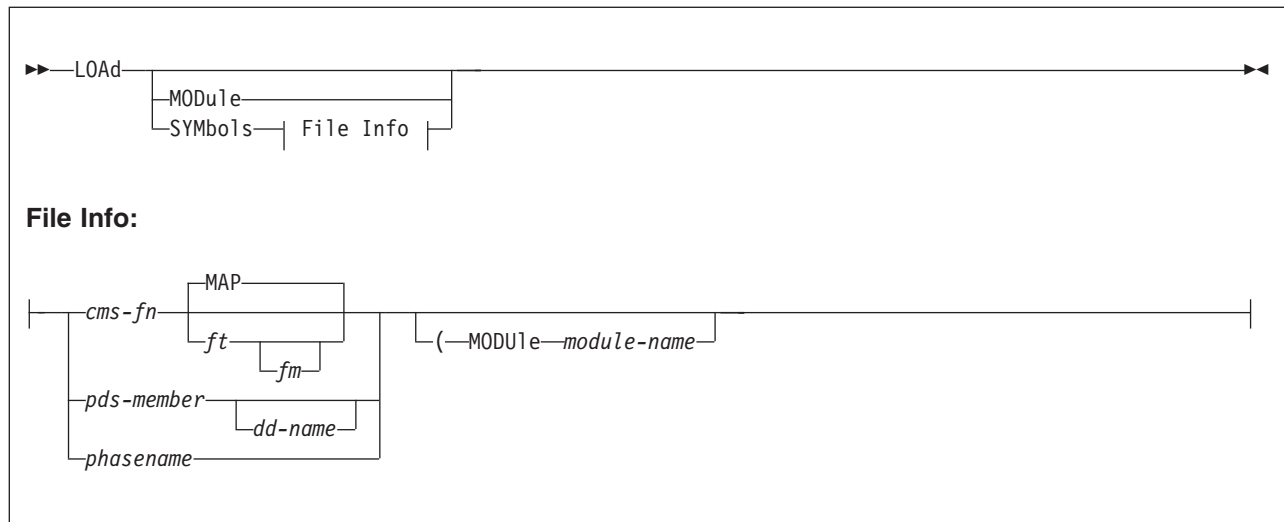 LOAd
MODule
SYMbols File Info
File Info:
MAP
cms-fn
ft
fm
( MODUle module-name
pds-member
dd-name
phasename